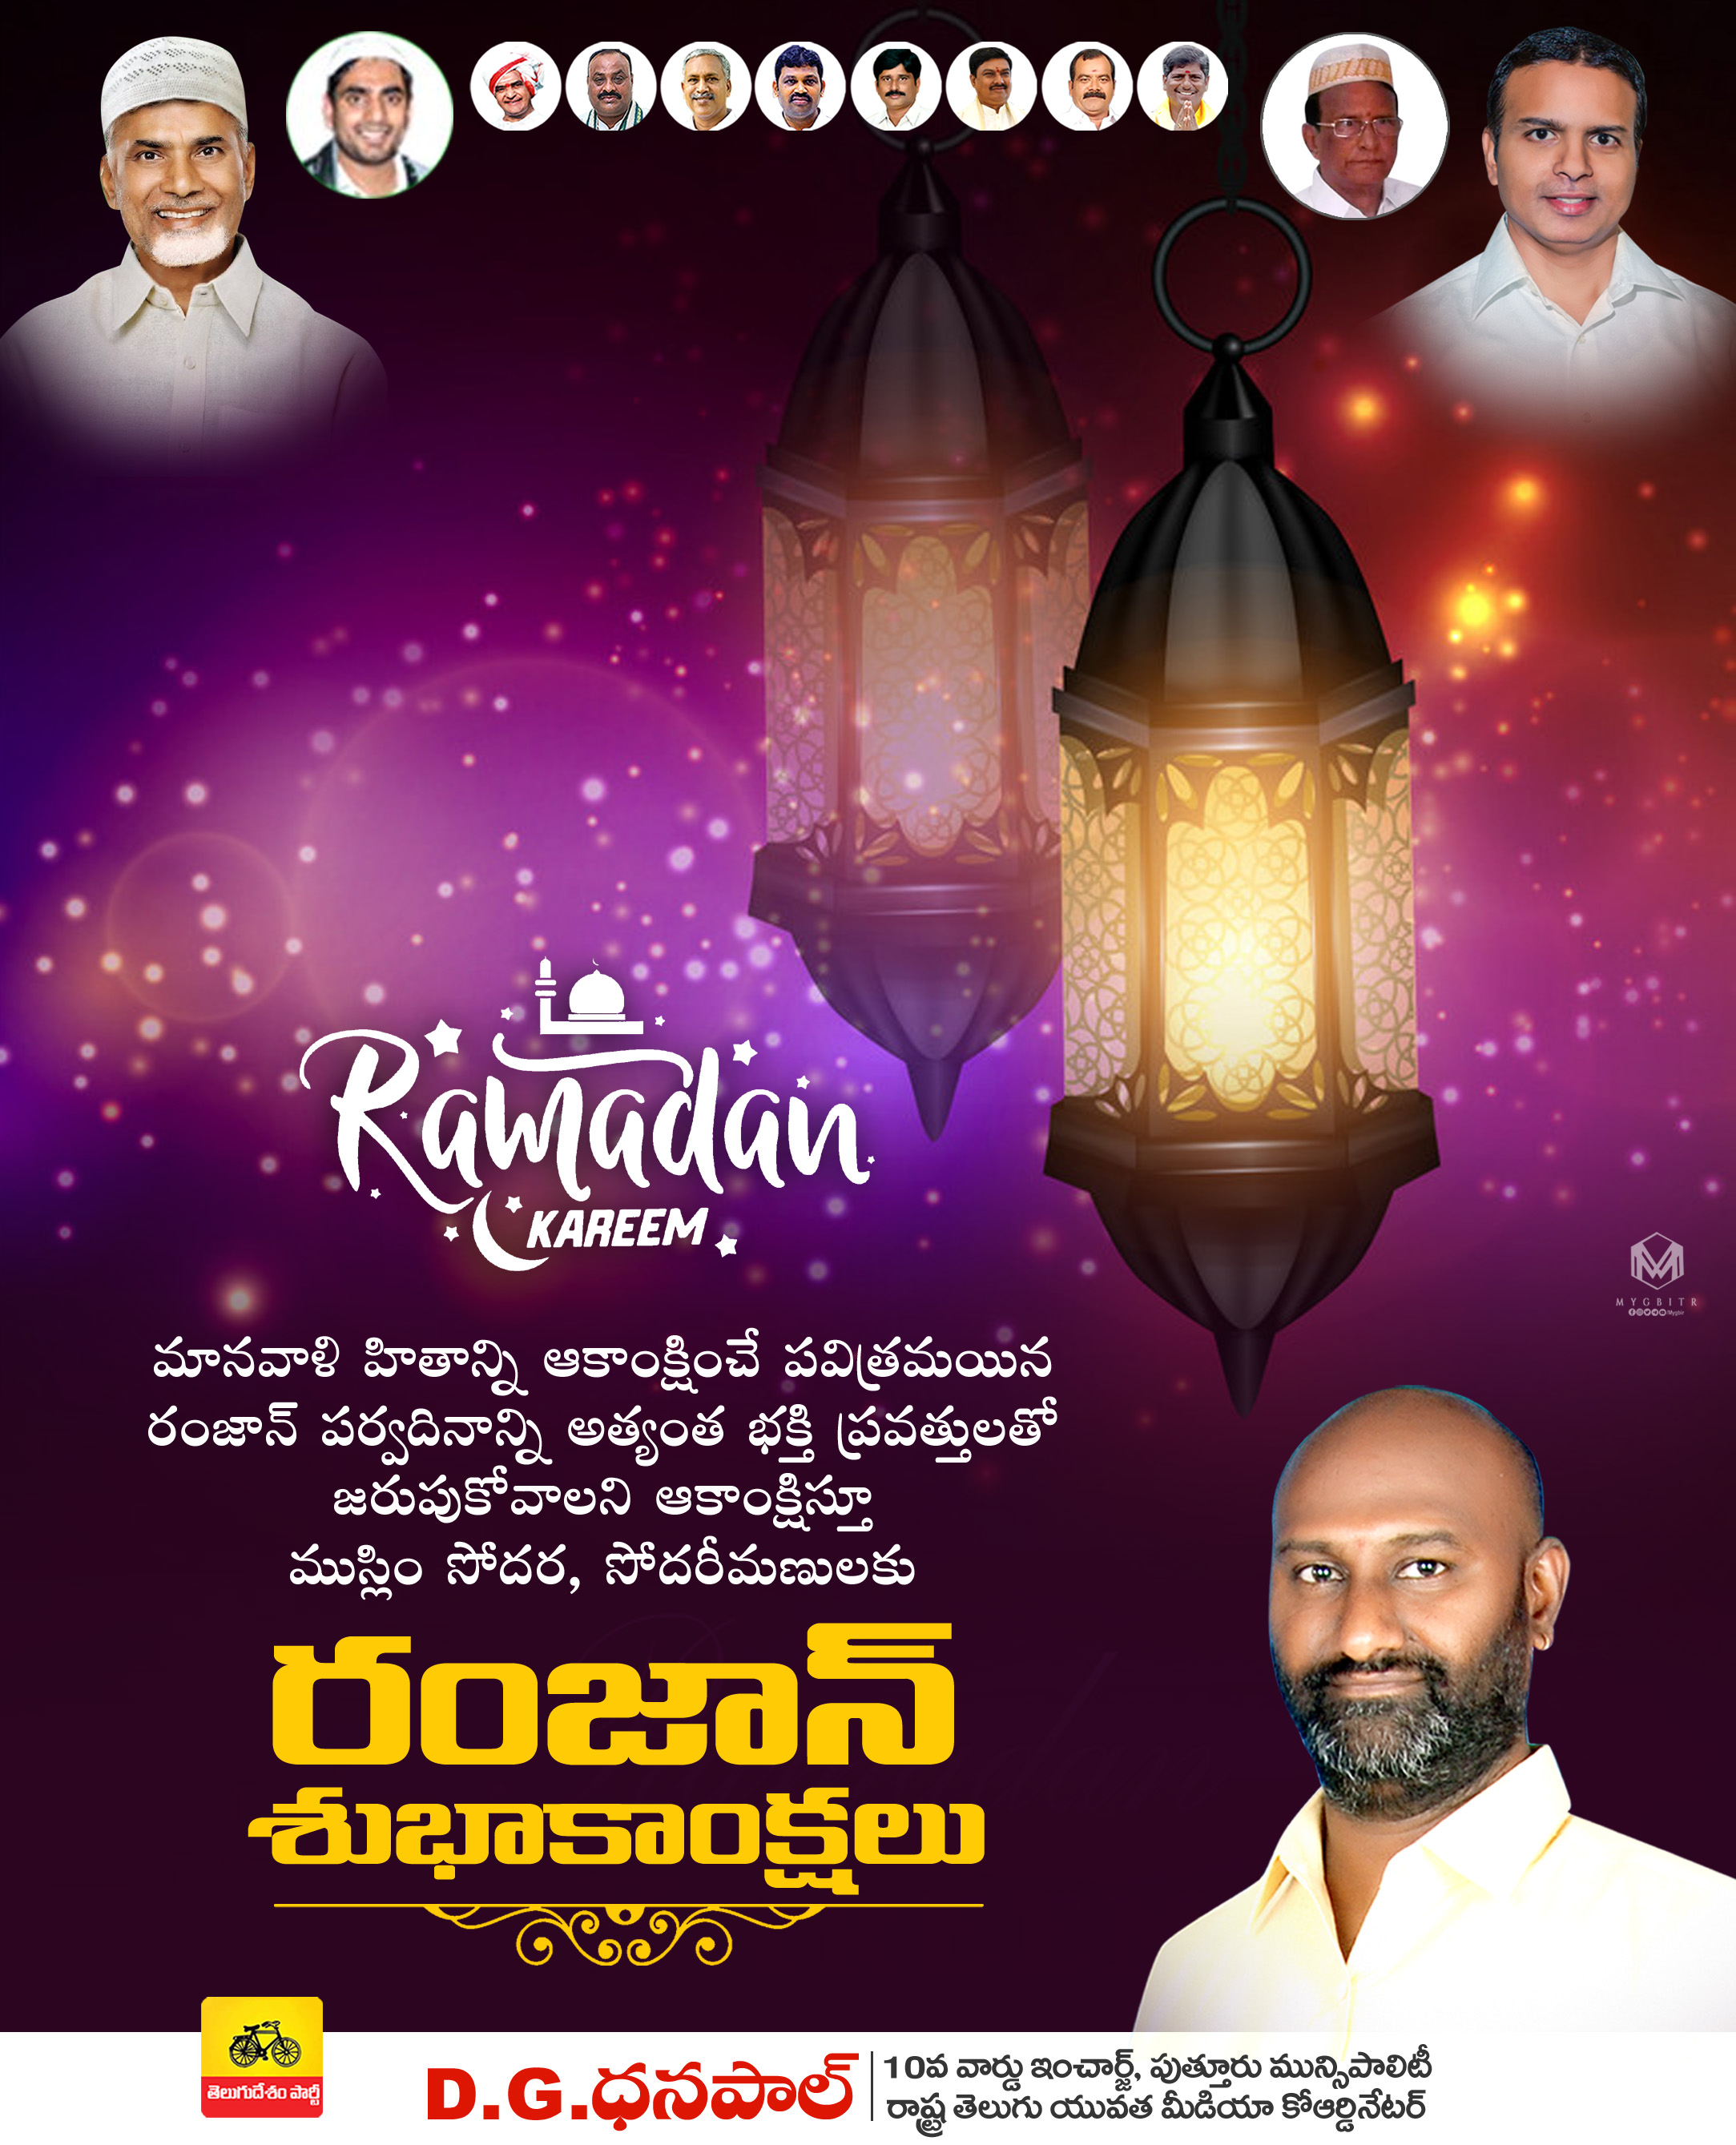 Ramadan
KAREEM
MYGBITR
మానవాళి హితాన్ని ఆకాంక్షించే పవిత్రమయిన
రంజాన్ పర్వదినాన్ని అత్యంత భక్తి ప్రవత్తులతో
జరుపుకోవాలని ఆకాంక్షిస్తూ
ముస్లిం సోదర, సోదరీమణులకు
రంజాన్
శుభాకాంక్షలు
తెలుగుదేశం పార్టీ
D.G.ధనపాల్
10వ వార్డు ఇంచార్జ్, పుత్తూరు మున్సిపాలిటీ
రాష్ట్ర తెలుగు యువత మీడియా కోఆర్డినేటర్